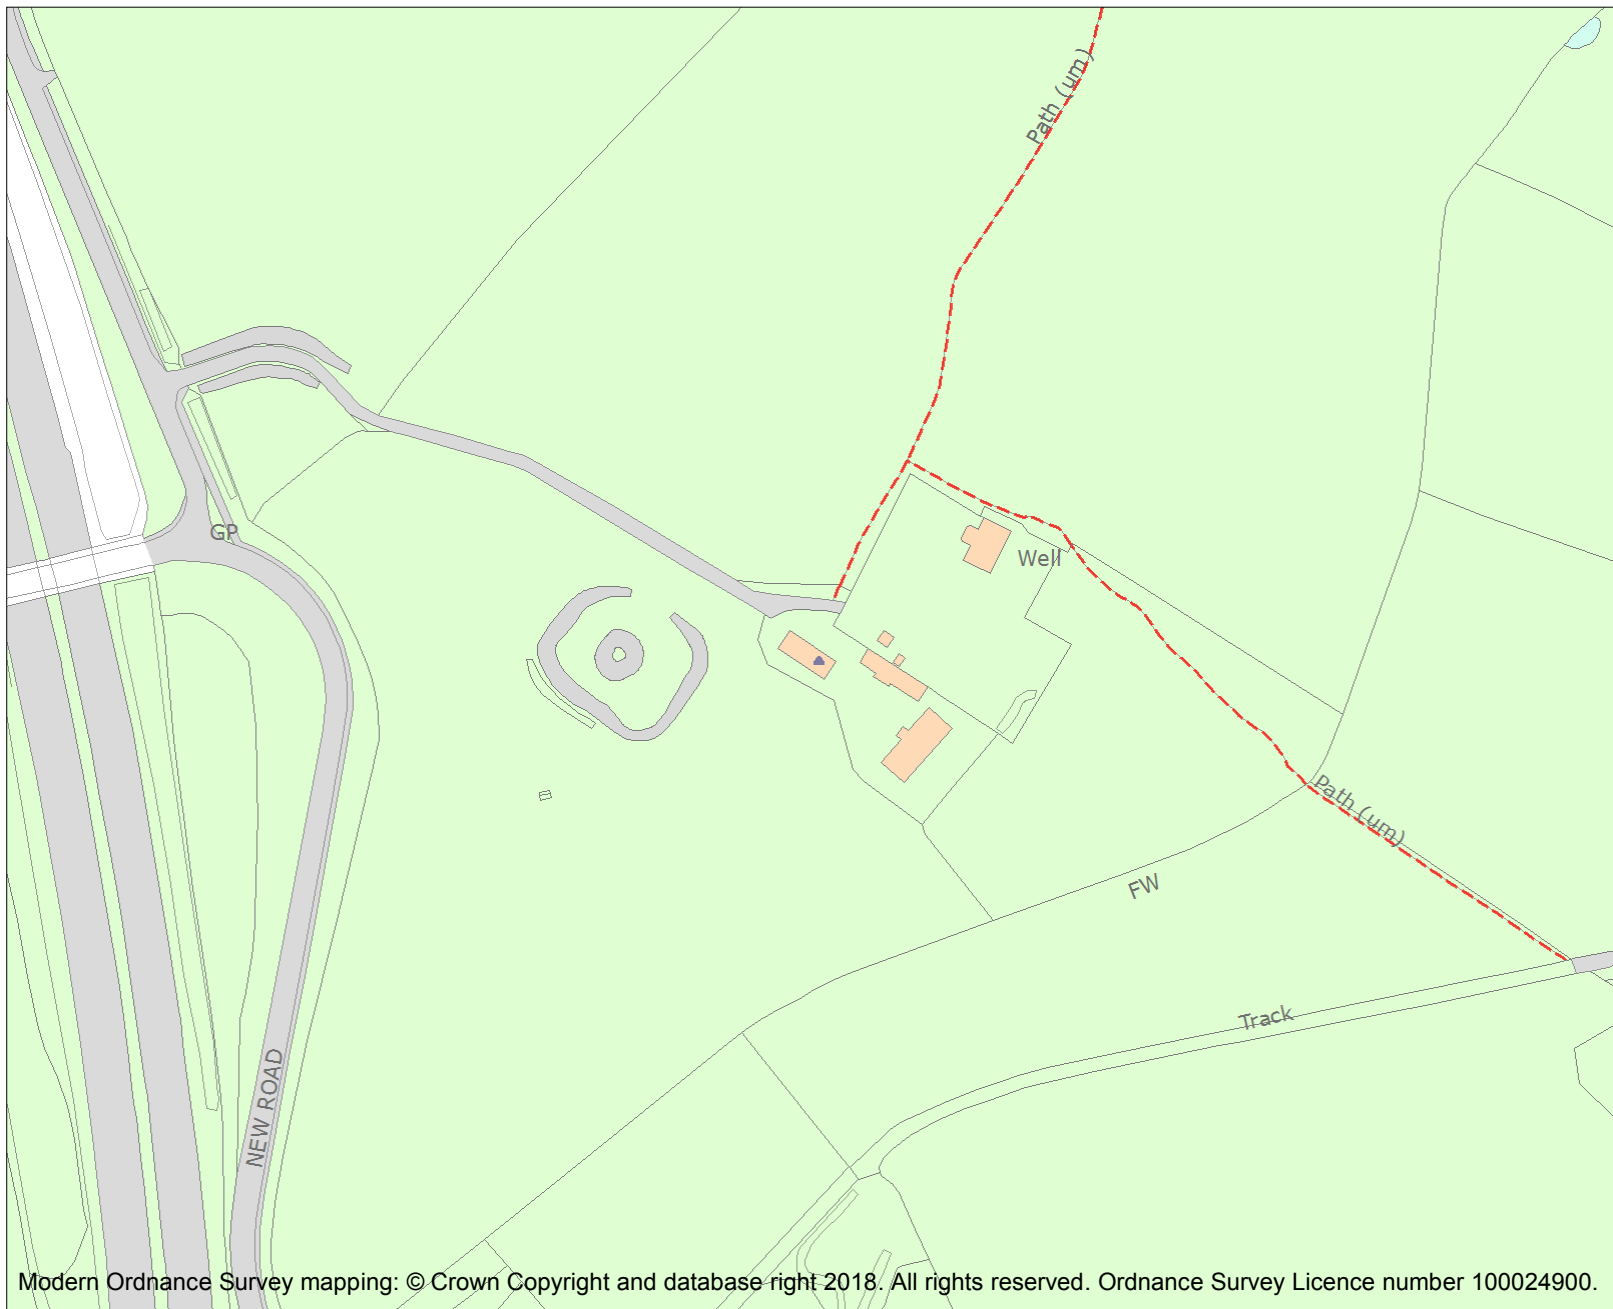 Path (um)
GP
Well
Path (um)
FW
Track
NEW ROAD
Modern Ordnance Survey mapping: © Crown Copyright and database right 2018. All rights reserved. Ordnance Survey Licence number 100024900.